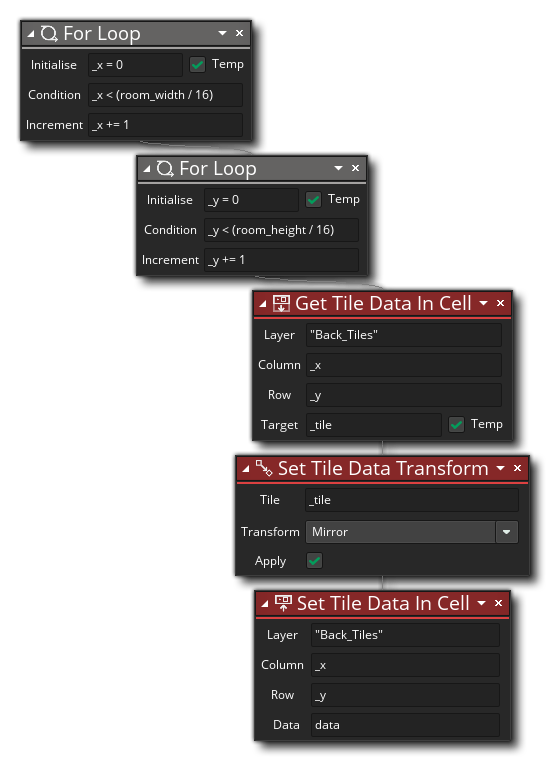 For Loop
Initialise _x = 0 Temp
Condition _x < (room_width / 16)
Increment _x += 1
For Loop
Initialise _y = 0 Temp
Condition _y < (room_height / 16)
Increment _y += 1
Get Tile Data In Cell
Layer "Back_Tiles"
Column _x
Row _y
Target _tile Temp
Set Tile Data Transform
Tile _tile
Transform Mirror
Apply
Set Tile Data In Cell
Layer "Back_Tiles"
Column _x
Row _y
Data data